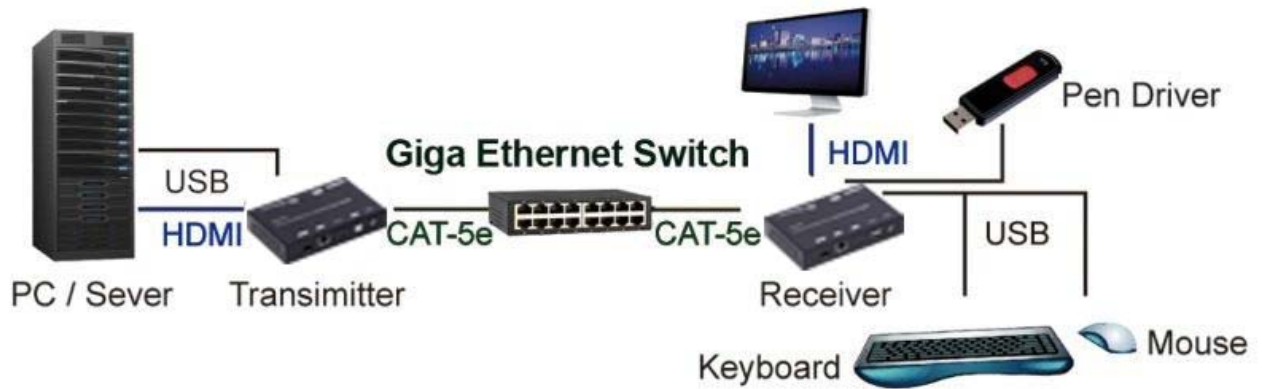 Pen Driver
Giga Ethernet Switch
HDMI
USB
HDMI
CAT-5e
CAT-5e
USB
PC / Sever
Transimitter
Receiver
Keyboard
Mouse